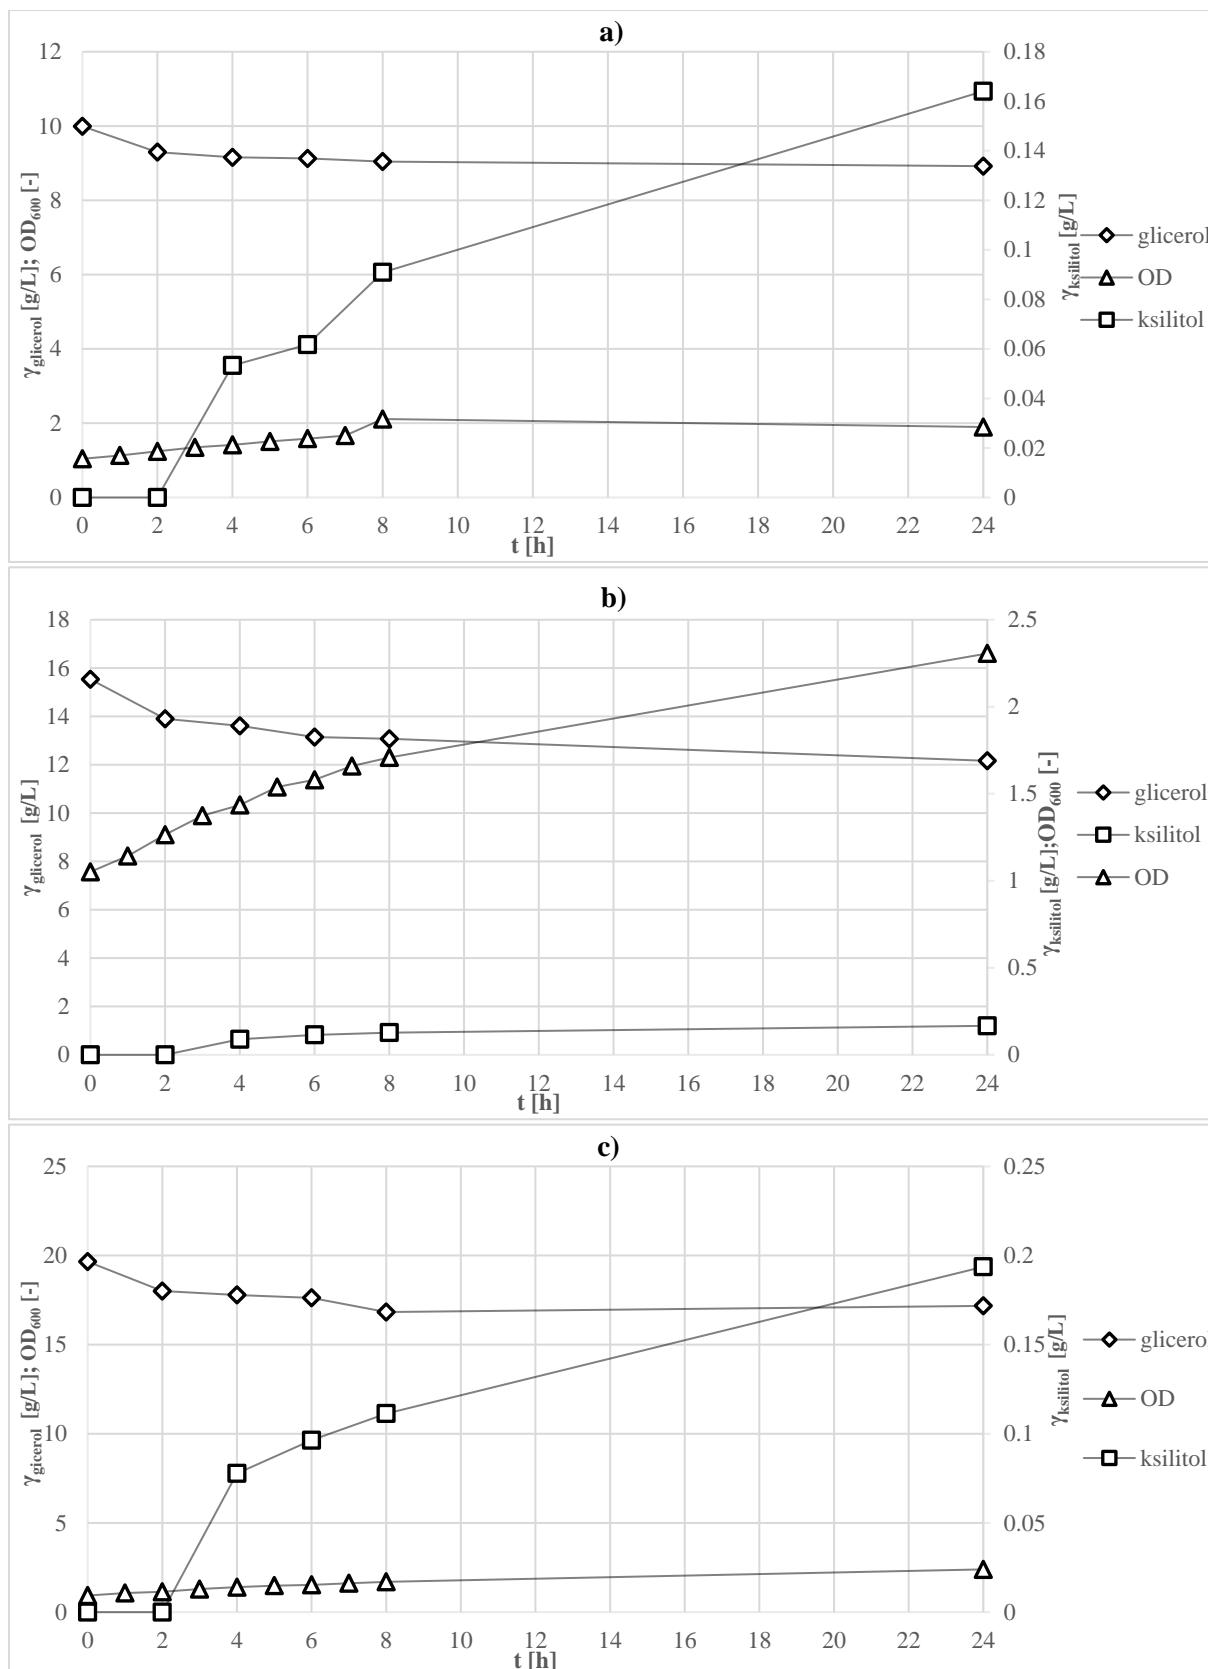 a)
12
10
8
6
4
2
0
0.18
0.16
0.14
0.12
0.1
0.08
0.06
0.04
0.02
0
0 2 4 6 8 10 12 14 16 18 20 22 24
t [h]
γglicerol [g/L]; OD600 [-]
γksilitol [g/L]
glicerol
OD
ksilitol
b)
18
16
14
12
10
8
6
4
2
0
2.5
2
1.5
1
0.5
0
0 2 4 6 8 10 12 14 16 18 20 22 24
t [h]
γglicerol [g/L]
γksilitol [g/L];OD600 [-]
glicerol
ksilitol
OD
c)
25
20
15
10
5
0
0.25
0.2
0.15
0.1
0.05
0
0 2 4 6 8 10 12 14 16 18 20 22 24
t [h]
γgicerol [g/L]; OD600 [-]
γksilitol [g/L]
glicerol
OD
ksilitol